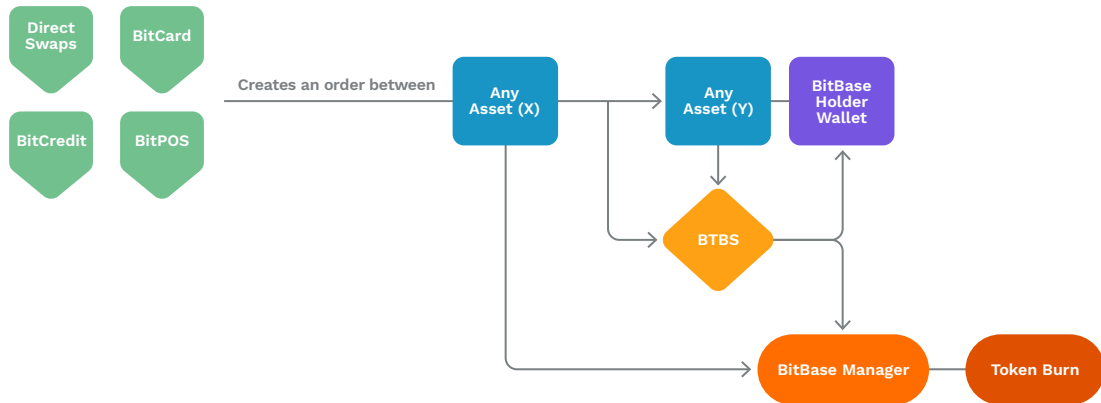 Direct
Swaps
BitCard
BitCredit
BitPOS
Creates an order between
Any
Asset (X)
Any
Asset (Y)
BitBase
Holder
Wallet
BTBS
BitBase Manager
Token Burn